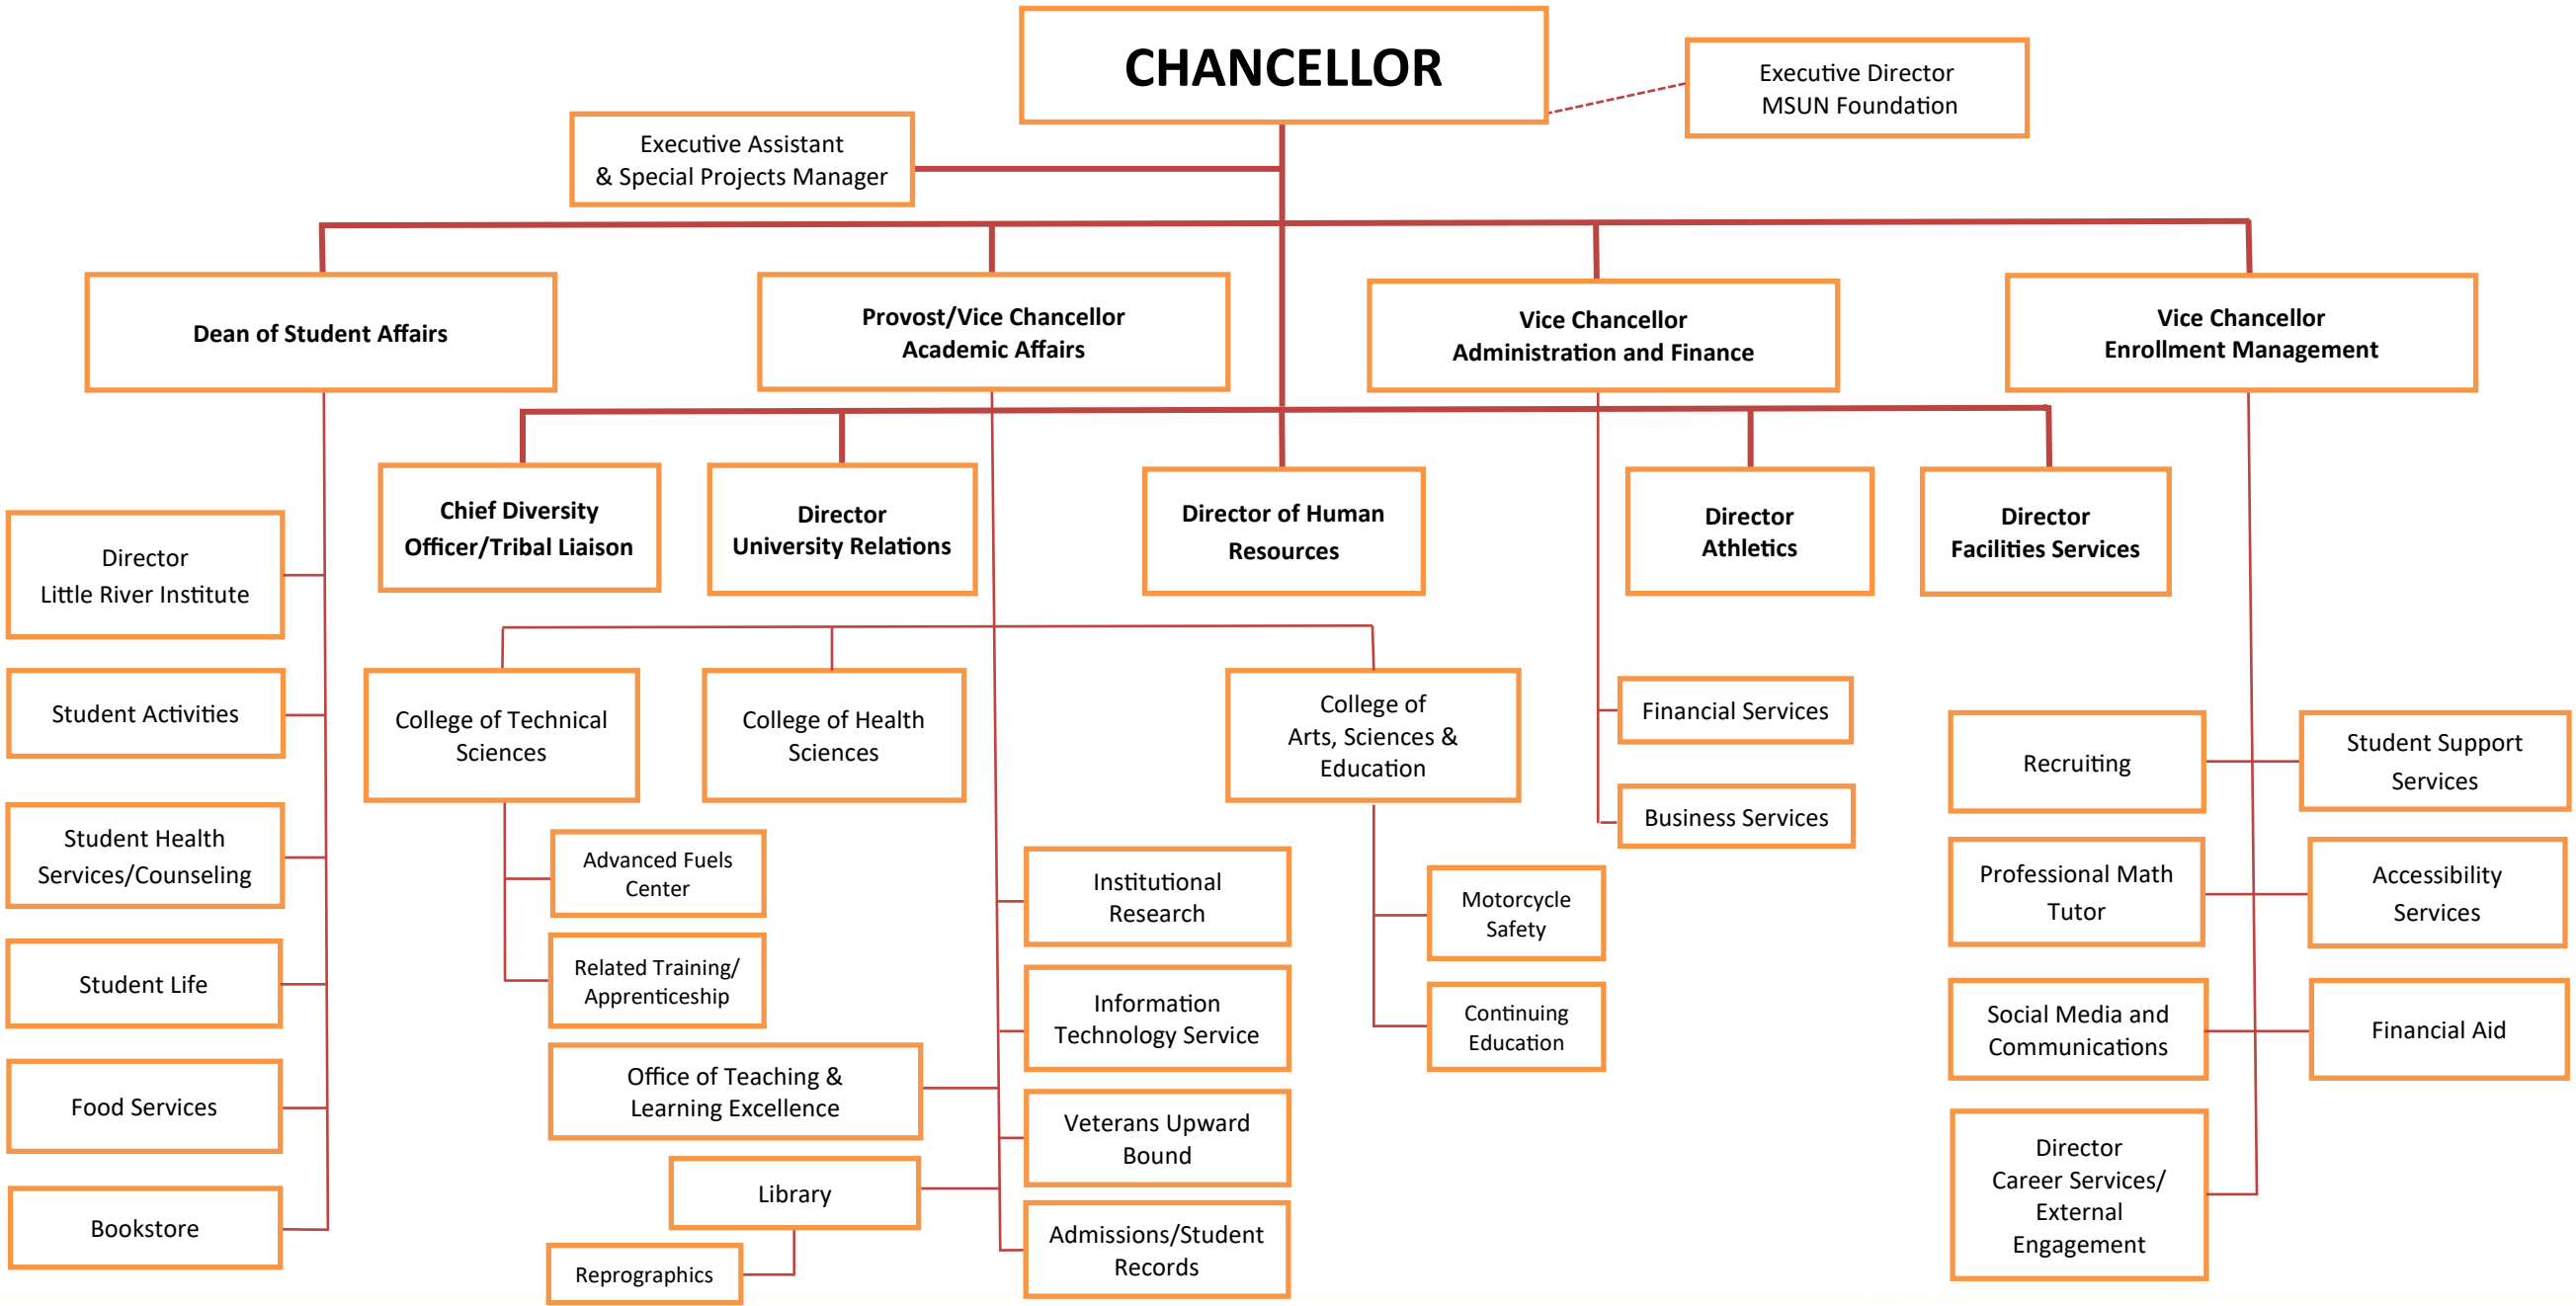 CHANCELLOR
Executive Director
MSUN Foundation
Executive Assistant
& Special Projects Manager
Dean of Student Affairs
Provost/Vice Chancellor
Academic Affairs
Vice Chancellor
Administration and Finance
Vice Chancellor
Enrollment Management
Chief Diversity
Officer/Tribal Liaison
Director
University Relations
Director of Human
Resources
Director
Athletics
Director
Facilities Services
Director
Little River Institute
Student Activities
Student Health
Services/Counseling
Student Life
Food Services
Bookstore
College of Technical
Sciences
College of Health
Sciences
College of
Arts, Sciences &
Education
Advanced Fuels
Center
Related Training/
Apprenticeship
Office of Teaching &
Learning Excellence
Library
Reprographics
Institutional
Research
Information
Technology Service
Veterans Upward
Bound
Admissions/Student
Records
Motorcycle
Safety
Continuing
Education
Financial Services
Business Services
Recruiting
Student Support
Services
Professional Math
Tutor
Accessibility
Services
Social Media and
Communications
Financial Aid
Director
Career Services/
External
Engagement